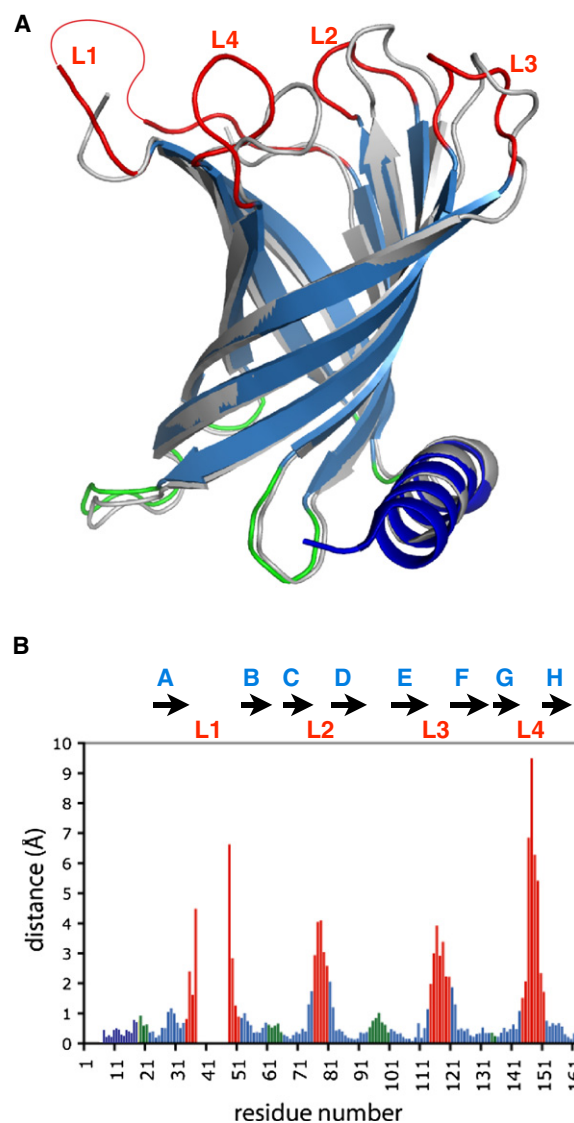 A
L1
L4
L2
L3
B
A B C D E F G H
L1 L2 L3 L4
10
9
8
7
6
5
4
3
2
1
0
distance (Å)
1 11 21 31 41 51 61 71 81 91 101 111 121 131 141 151 161
residue number